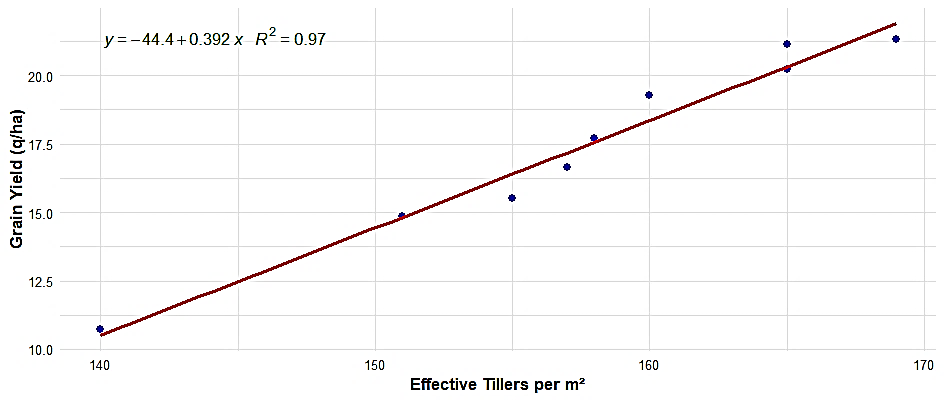 y = −44.4 + 0.392 x R² = 0.97
20.0
17.5
15.0
12.5
10.0
Grain Yield (q/ha)
140 150 160 170
Effective Tillers per m²